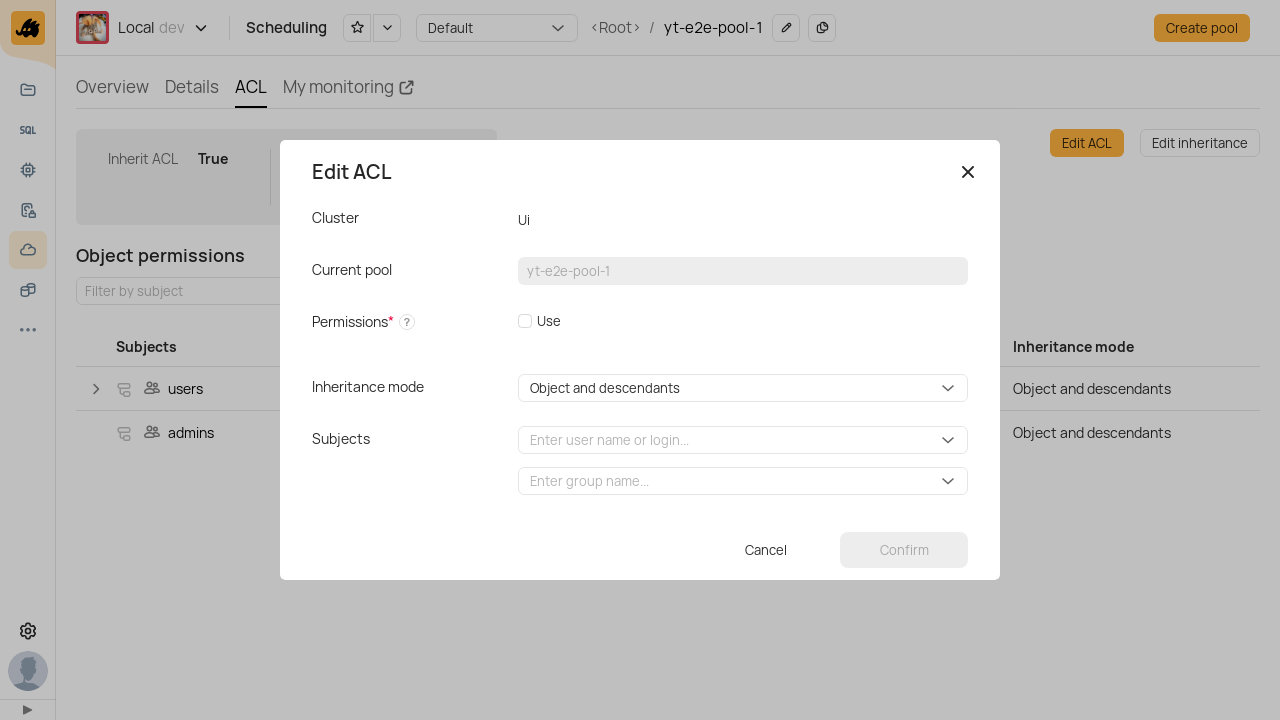 Local dev
Scheduling
Default
<Root> / yt-e2e-pool-1
Create pool
Overview
Details
ACL
My monitoring
SQL
Inherit ACL True
Edit ACL
Edit inheritance
Object permissions
Filter by subject
Subjects
Inheritance mode
users
Object and descendants
admins
Object and descendants
Edit ACL
Cluster
Ui
Current pool
yt-e2e-pool-1
Permissions* ?
Use
Inheritance mode
Object and descendants
Subjects
Enter user name or login...
Enter group name...
Cancel
Confirm